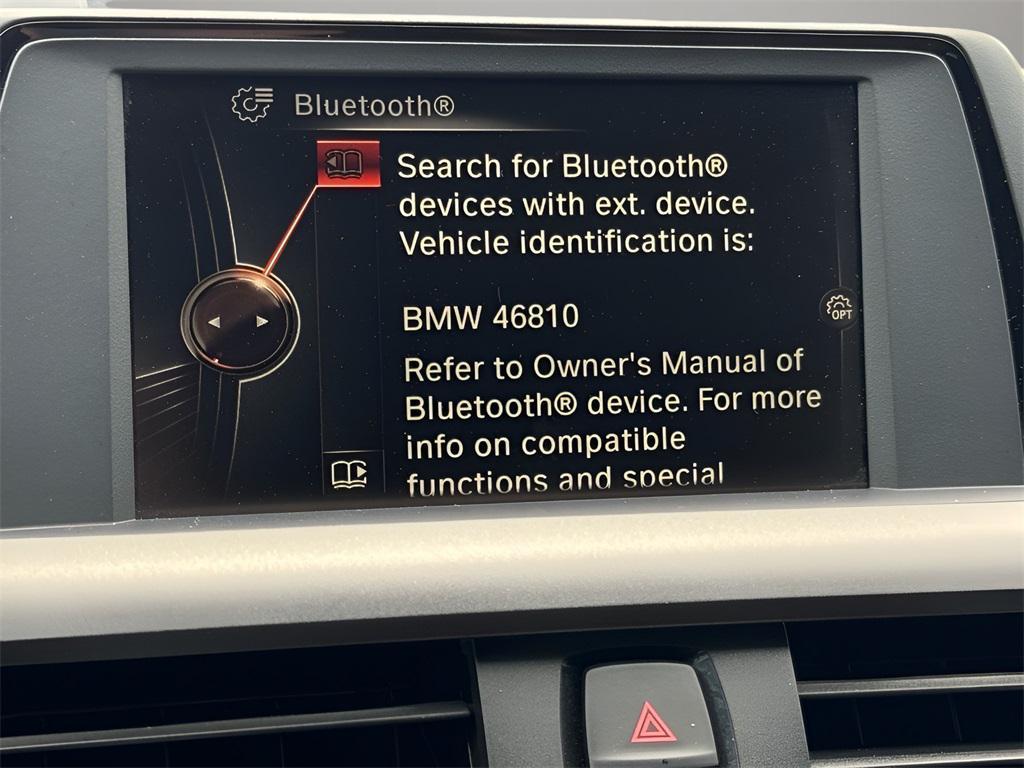 Bluetooth®
Search for Bluetooth®
devices with ext. device.
Vehicle identification is:
BMW 46810
OPT
Refer to Owner's Manual of
Bluetooth® device. For more
info on compatible
functions and special